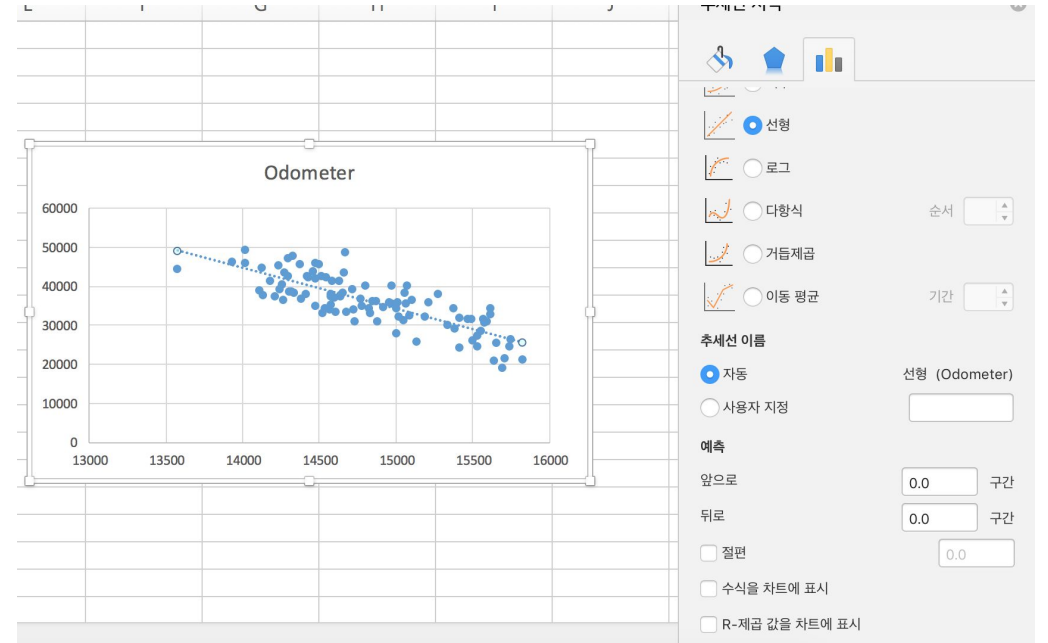 Odometer
60000
50000
40000
30000
20000
10000
0
13000 13500 14000 14500 15000 15500 16000
선형
로그
다항식 순서
거듭제곱
이동 평균 기간
추세선 이름
자동 선형 (Odometer)
사용자 지정
예측
앞으로 0.0 구간
뒤로 0.0 구간
절편 0.0
수식을 차트에 표시
R-제곱 값을 차트에 표시